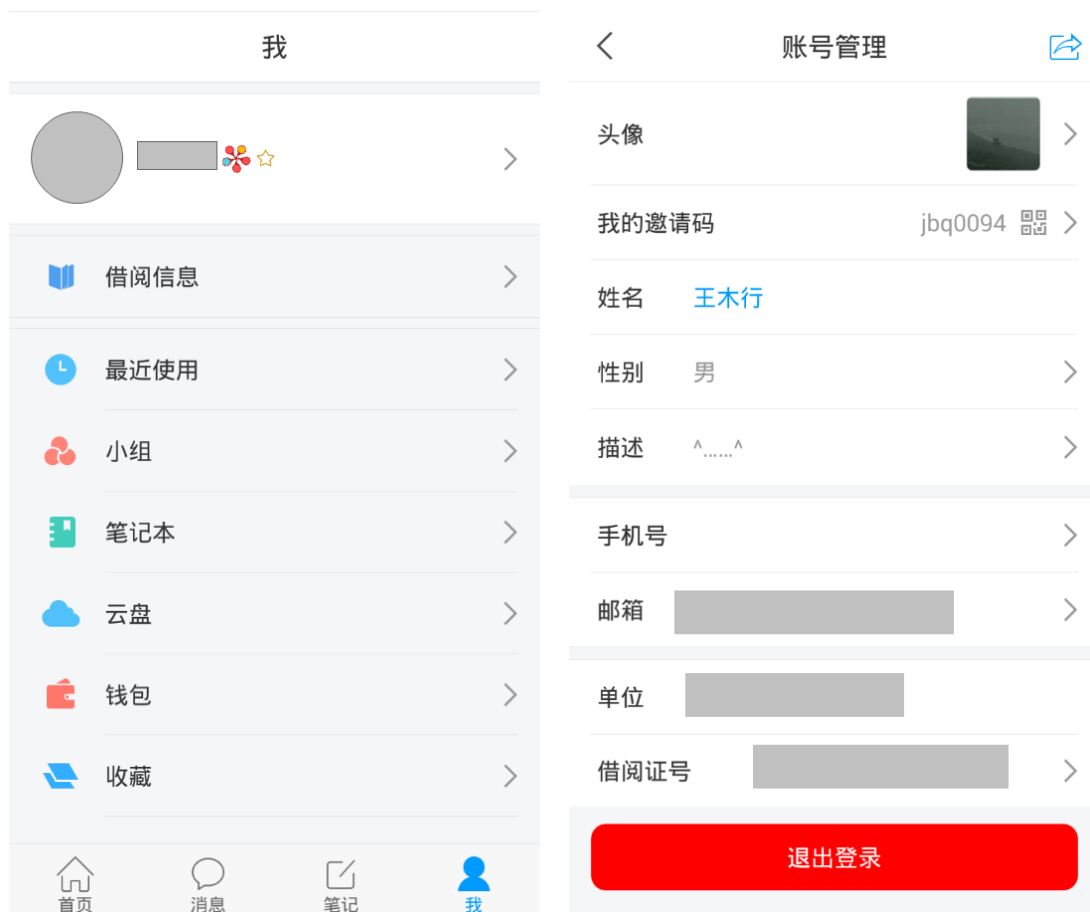 我
借阅信息
最近使用
小组
笔记本
云盘
钱包
收藏
首页
消息
笔记
我
账号管理
头像
我的邀请码 jbq0094
姓名 王木行
性别 男
描述 ^……^
手机号
邮箱
单位
借阅证号
退出登录